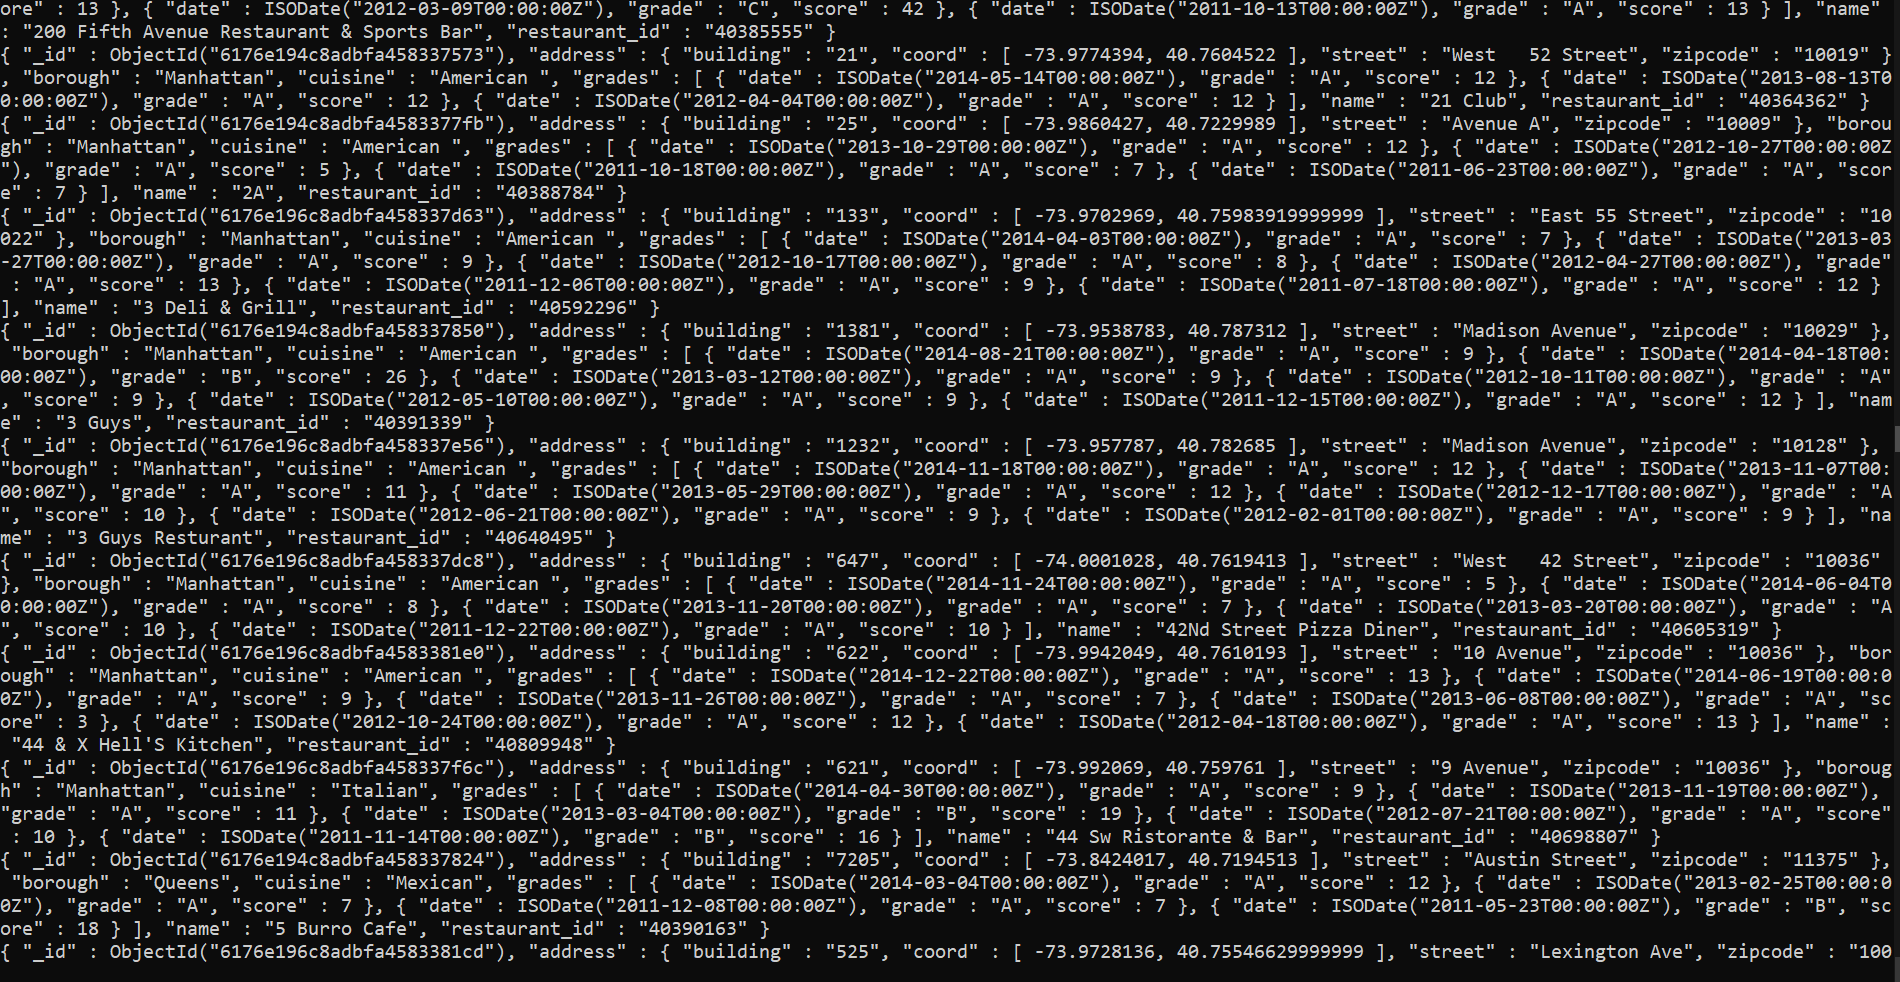 ore" : 13 }, { "date" : ISODate("2012-03-09T00:00:00Z"), "grade" : "C", "score" : 42 }, { "date" : ISODate("2011-10-13T00:00:00Z"), "grade" : "A", "score" : 13 } ], "name"
: "200 Fifth Avenue Restaurant & Sports Bar", "restaurant_id" : "40385555" }
{ "_id" : ObjectId("6176e194c8adbfa458337573"), "address" : { "building" : "21", "coord" : [ -73.9774394, 40.7604522 ], "street" : "West   52 Street", "zipcode" : "10019" }
, "borough" : "Manhattan", "cuisine" : "American ", "grades" : [ { "date" : ISODate("2014-05-14T00:00:00Z"), "grade" : "A", "score" : 12 }, { "date" : ISODate("2013-08-13T0
0:00:00Z"), "grade" : "A", "score" : 12 }, { "date" : ISODate("2012-04-04T00:00:00Z"), "grade" : "A", "score" : 12 } ], "name" : "21 Club", "restaurant_id" : "40364362" }
{ "_id" : ObjectId("6176e194c8adbfa4583377fb"), "address" : { "building" : "25", "coord" : [ -73.9860427, 40.7229989 ], "street" : "Avenue A", "zipcode" : "10009" }, "borou
gh" : "Manhattan", "cuisine" : "American ", "grades" : [ { "date" : ISODate("2013-10-29T00:00:00Z"), "grade" : "A", "score" : 12 }, { "date" : ISODate("2012-10-27T00:00:00Z
"), "grade" : "A", "score" : 5 }, { "date" : ISODate("2011-10-18T00:00:00Z"), "grade" : "A", "score" : 7 }, { "date" : ISODate("2011-06-23T00:00:00Z"), "grade" : "A", "scor
e" : 7 } ], "name" : "2A", "restaurant_id" : "40388784" }
{ "_id" : ObjectId("6176e196c8adbfa458337d63"), "address" : { "building" : "133", "coord" : [ -73.9702969, 40.75983919999999 ], "street" : "East 55 Street", "zipcode" : "10
022" }, "borough" : "Manhattan", "cuisine" : "American ", "grades" : [ { "date" : ISODate("2014-04-03T00:00:00Z"), "grade" : "A", "score" : 7 }, { "date" : ISODate("2013-03
-27T00:00:00Z"), "grade" : "A", "score" : 9 }, { "date" : ISODate("2012-10-17T00:00:00Z"), "grade" : "A", "score" : 8 }, { "date" : ISODate("2012-04-27T00:00:00Z"), "grade"
: "A", "score" : 13 }, { "date" : ISODate("2011-12-06T00:00:00Z"), "grade" : "A", "score" : 9 }, { "date" : ISODate("2011-07-18T00:00:00Z"), "grade" : "A", "score" : 12 }
], "name" : "3 Deli & Grill", "restaurant_id" : "40592296" }
{ "_id" : ObjectId("6176e194c8adbfa458337850"), "address" : { "building" : "1381", "coord" : [ -73.9538783, 40.787312 ], "street" : "Madison Avenue", "zipcode" : "10029" },
"borough" : "Manhattan", "cuisine" : "American ", "grades" : [ { "date" : ISODate("2014-08-21T00:00:00Z"), "grade" : "A", "score" : 9 }, { "date" : ISODate("2014-04-18T00:
00:00Z"), "grade" : "B", "score" : 26 }, { "date" : ISODate("2013-03-12T00:00:00Z"), "grade" : "A", "score" : 9 }, { "date" : ISODate("2012-10-11T00:00:00Z"), "grade" : "A"
, "score" : 9 }, { "date" : ISODate("2012-05-10T00:00:00Z"), "grade" : "A", "score" : 9 }, { "date" : ISODate("2011-12-15T00:00:00Z"), "grade" : "A", "score" : 12 } ], "nam
e" : "3 Guys", "restaurant_id" : "40391339" }
{ "_id" : ObjectId("6176e196c8adbfa458337e56"), "address" : { "building" : "1232", "coord" : [ -73.957787, 40.782685 ], "street" : "Madison Avenue", "zipcode" : "10128" },
"borough" : "Manhattan", "cuisine" : "American ", "grades" : [ { "date" : ISODate("2014-11-18T00:00:00Z"), "grade" : "A", "score" : 12 }, { "date" : ISODate("2013-11-07T00:
00:00Z"), "grade" : "A", "score" : 11 }, { "date" : ISODate("2013-05-29T00:00:00Z"), "grade" : "A", "score" : 12 }, { "date" : ISODate("2012-12-17T00:00:00Z"), "grade" : "A
", "score" : 10 }, { "date" : ISODate("2012-06-21T00:00:00Z"), "grade" : "A", "score" : 9 }, { "date" : ISODate("2012-02-01T00:00:00Z"), "grade" : "A", "score" : 9 } ], "na
me" : "3 Guys Resturant", "restaurant_id" : "40640495" }
{ "_id" : ObjectId("6176e196c8adbfa458337dc8"), "address" : { "building" : "647", "coord" : [ -74.0001028, 40.7619413 ], "street" : "West   42 Street", "zipcode" : "10036"
}, "borough" : "Manhattan", "cuisine" : "American ", "grades" : [ { "date" : ISODate("2014-11-24T00:00:00Z"), "grade" : "A", "score" : 5 }, { "date" : ISODate("2014-06-04T0
0:00:00Z"), "grade" : "A", "score" : 8 }, { "date" : ISODate("2013-11-20T00:00:00Z"), "grade" : "A", "score" : 7 }, { "date" : ISODate("2013-03-20T00:00:00Z"), "grade" : "A
", "score" : 10 }, { "date" : ISODate("2011-12-22T00:00:00Z"), "grade" : "A", "score" : 10 } ], "name" : "42Nd Street Pizza Diner", "restaurant_id" : "40605319" }
{ "_id" : ObjectId("6176e196c8adbfa4583381e0"), "address" : { "building" : "622", "coord" : [ -73.9942049, 40.7610193 ], "street" : "10 Avenue", "zipcode" : "10036" }, "bor
ough" : "Manhattan", "cuisine" : "American ", "grades" : [ { "date" : ISODate("2014-12-22T00:00:00Z"), "grade" : "A", "score" : 13 }, { "date" : ISODate("2014-06-19T00:00:0
0Z"), "grade" : "A", "score" : 9 }, { "date" : ISODate("2013-11-26T00:00:00Z"), "grade" : "A", "score" : 7 }, { "date" : ISODate("2013-06-08T00:00:00Z"), "grade" : "A", "sc
ore" : 3 }, { "date" : ISODate("2012-10-24T00:00:00Z"), "grade" : "A", "score" : 12 }, { "date" : ISODate("2012-04-18T00:00:00Z"), "grade" : "A", "score" : 13 } ], "name" :
"44 & X Hell'S Kitchen", "restaurant_id" : "40809948" }
{ "_id" : ObjectId("6176e196c8adbfa458337f6c"), "address" : { "building" : "621", "coord" : [ -73.992069, 40.759761 ], "street" : "9 Avenue", "zipcode" : "10036" }, "boroug
h" : "Manhattan", "cuisine" : "Italian", "grades" : [ { "date" : ISODate("2014-04-30T00:00:00Z"), "grade" : "A", "score" : 9 }, { "date" : ISODate("2013-11-19T00:00:00Z"),
"grade" : "A", "score" : 11 }, { "date" : ISODate("2013-03-04T00:00:00Z"), "grade" : "B", "score" : 19 }, { "date" : ISODate("2012-07-21T00:00:00Z"), "grade" : "A", "score"
: 10 }, { "date" : ISODate("2011-11-14T00:00:00Z"), "grade" : "B", "score" : 16 } ], "name" : "44 Sw Ristorante & Bar", "restaurant_id" : "40698807" }
{ "_id" : ObjectId("6176e194c8adbfa458337824"), "address" : { "building" : "7205", "coord" : [ -73.8424017, 40.7194513 ], "street" : "Austin Street", "zipcode" : "11375" },
"borough" : "Queens", "cuisine" : "Mexican", "grades" : [ { "date" : ISODate("2014-03-04T00:00:00Z"), "grade" : "A", "score" : 12 }, { "date" : ISODate("2013-02-25T00:00:0
0Z"), "grade" : "A", "score" : 7 }, { "date" : ISODate("2011-12-08T00:00:00Z"), "grade" : "A", "score" : 7 }, { "date" : ISODate("2011-05-23T00:00:00Z"), "grade" : "B", "sc
ore" : 18 } ], "name" : "5 Burro Cafe", "restaurant_id" : "40390163" }
{ "_id" : ObjectId("6176e196c8adbfa4583381cd"), "address" : { "building" : "525", "coord" : [ -73.9728136, 40.75546629999999 ], "street" : "Lexington Ave", "zipcode" : "100